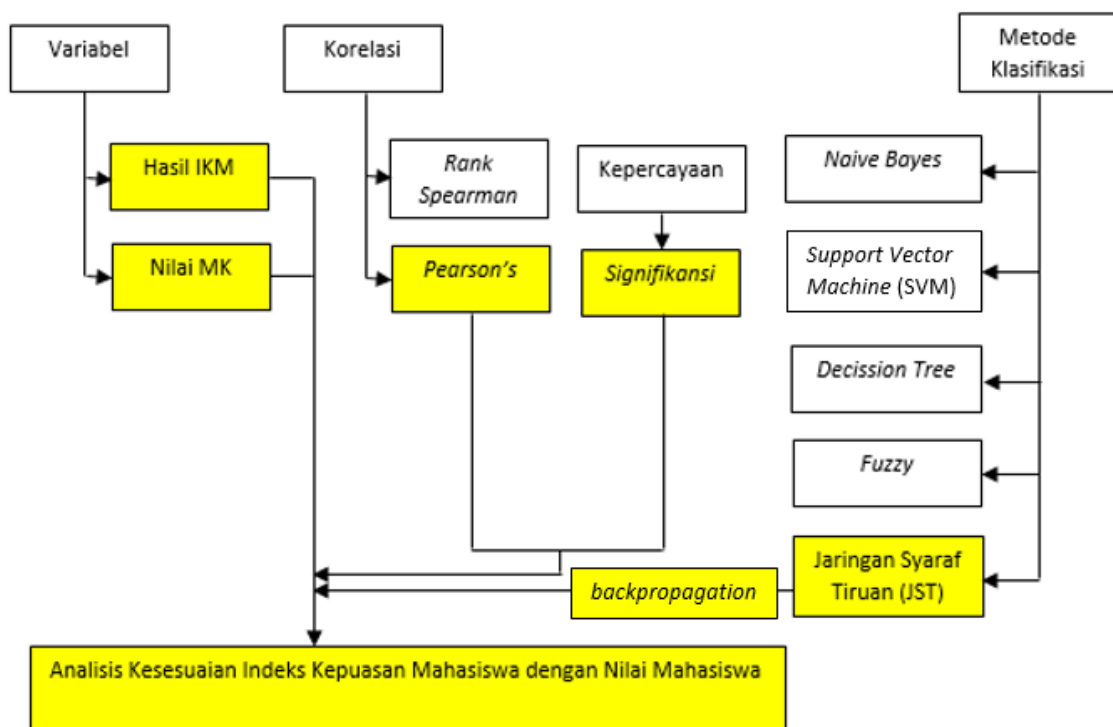 Variabel
Korelasi
Metode
Klasifikasi
Hasil IKM
Nilai MK
Rank
Spearman
Pearson's
Kepercayaan
Signifikansi
Naive Bayes
Support Vector
Machine (SVM)
Decission Tree
Fuzzy
Jaringan Syaraf
Tiruan (JST)
backpropagation
Analisis Kesesuaian Indeks Kepuasan Mahasiswa dengan Nilai Mahasiswa